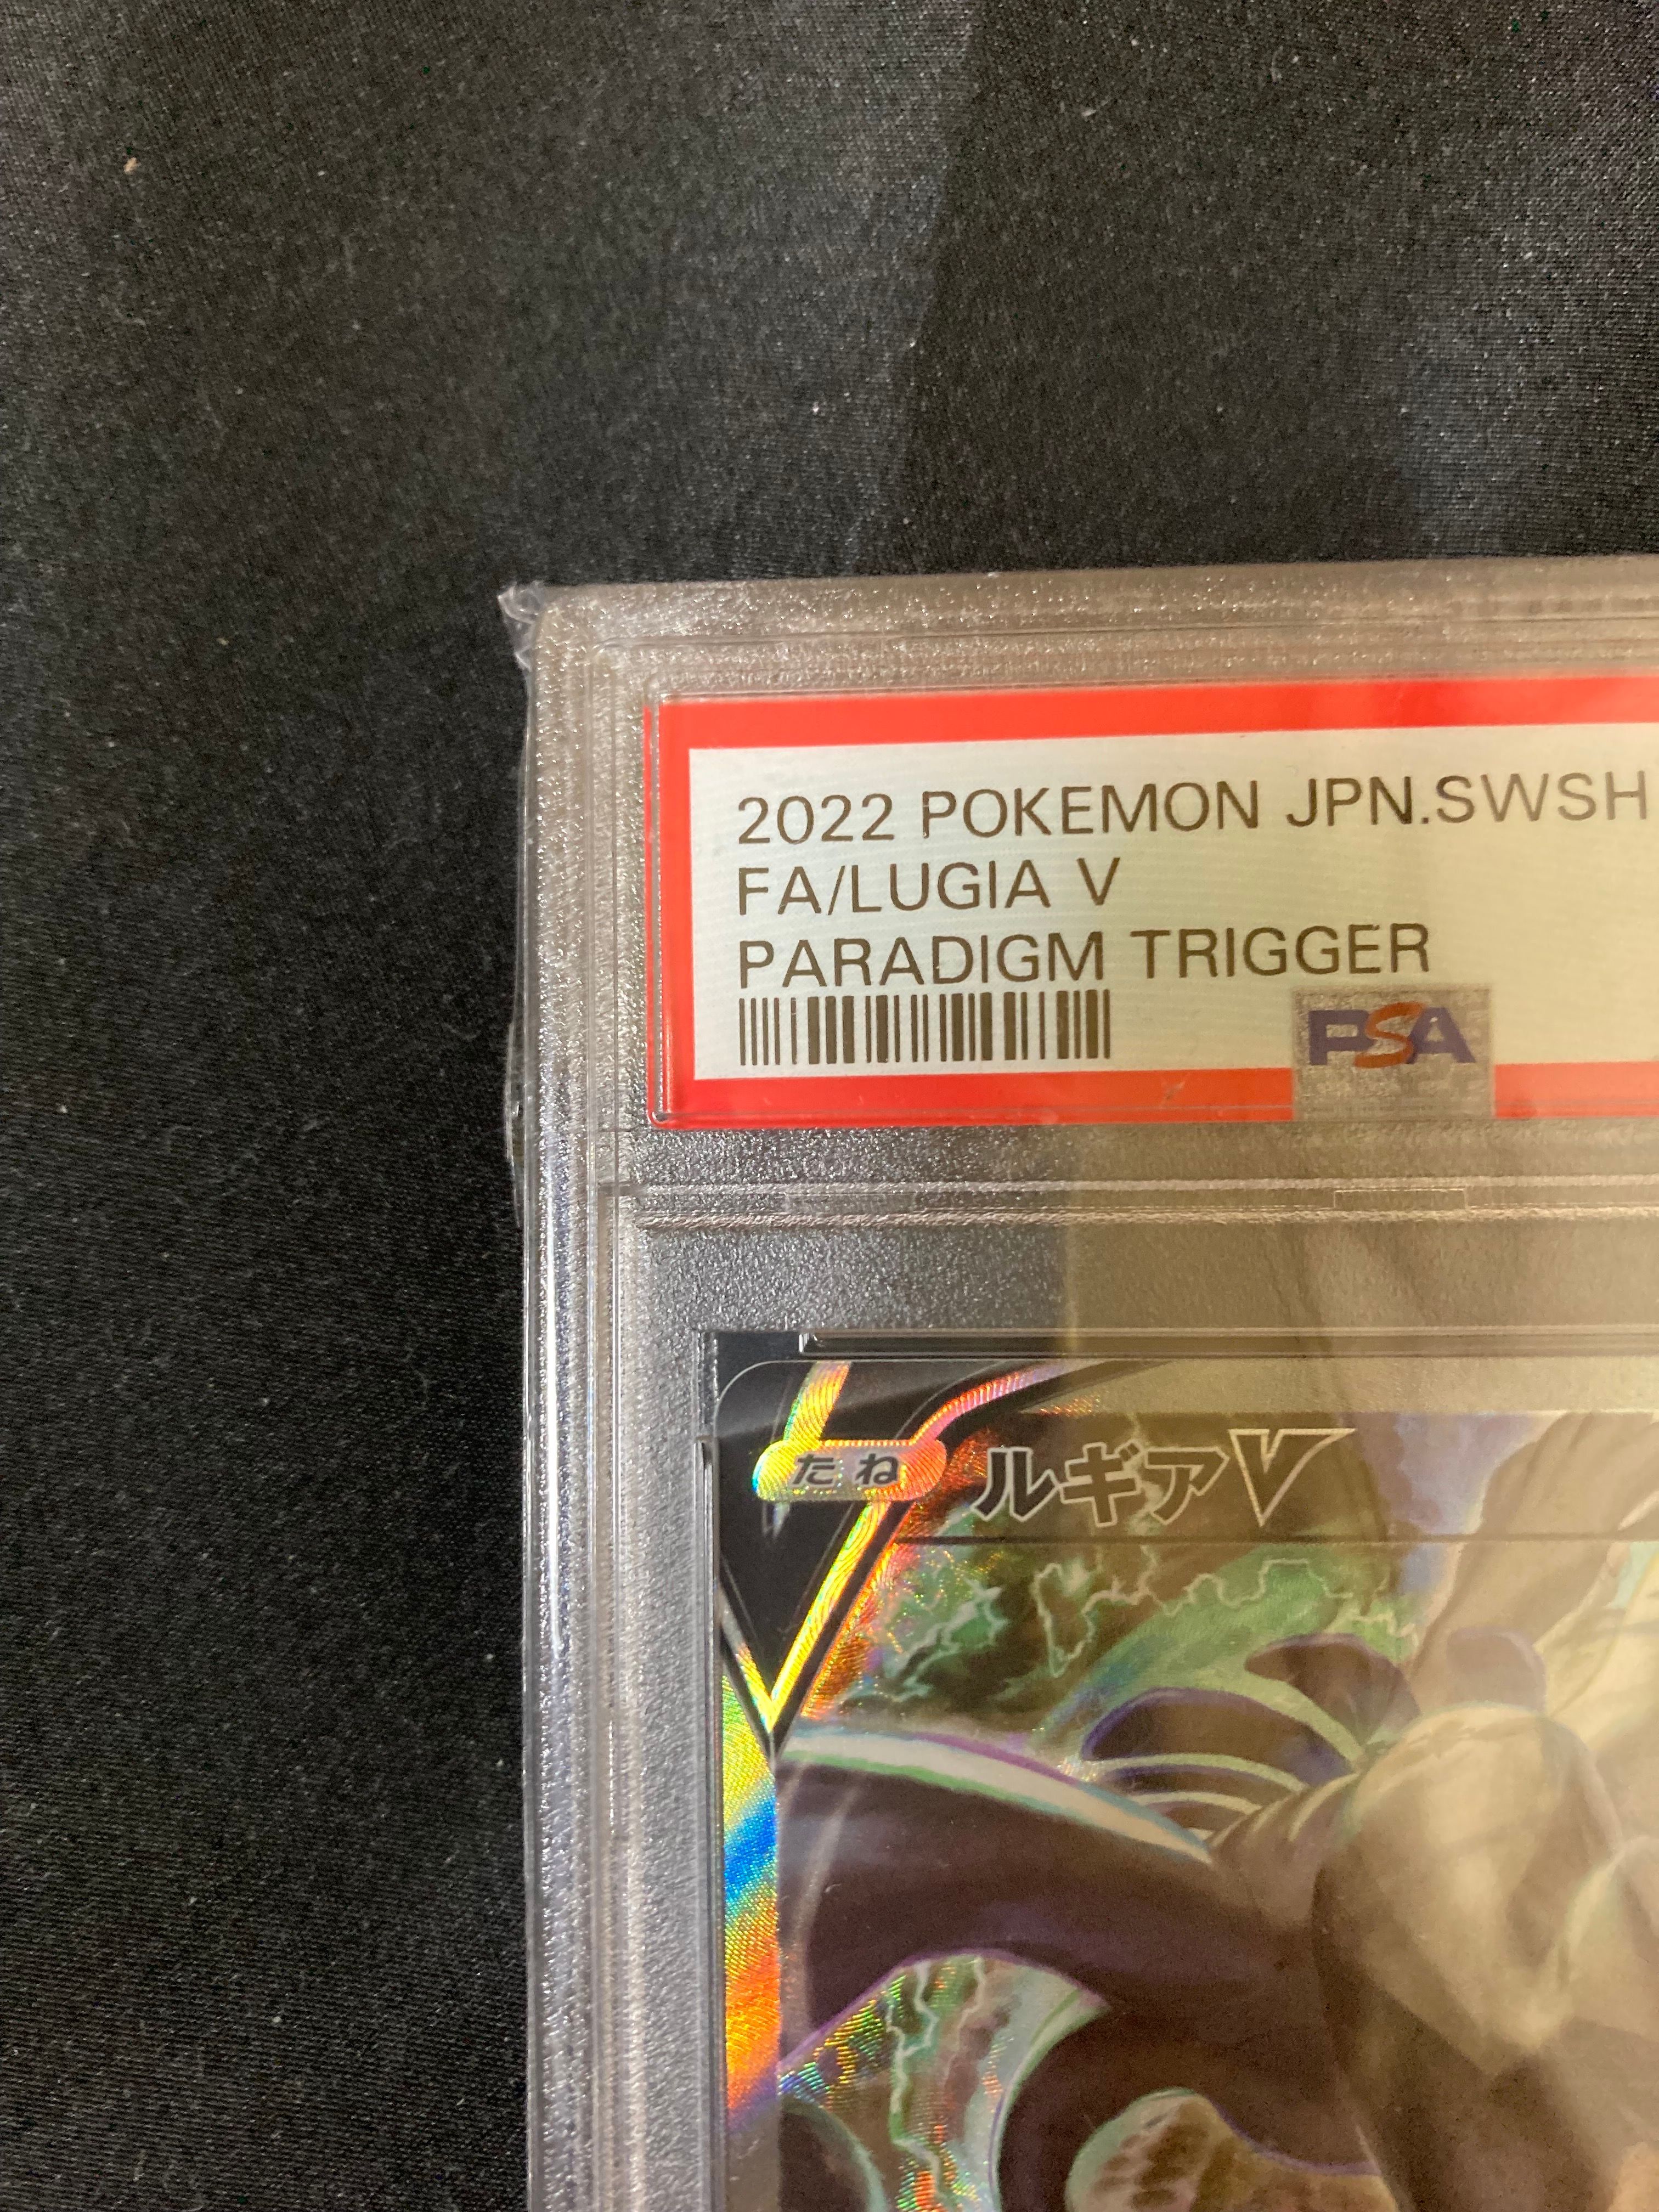 2022 POKEMON JPN.SWSH
FA/LUGIA V
PARADIGM TRIGGER
PSA
たね
ルギアV